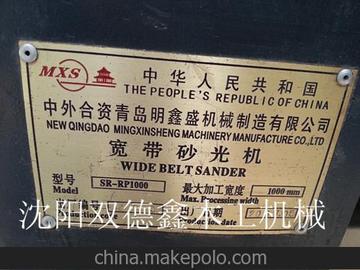 MXS
中华人民共和国
THE PEOPLE'S REPUBLIC OF CHINA
中外合资青岛明鑫盛机械制造有限公司
NEW QINGDAO MINGXINSHENG MACHINERY MANUFACTURE CO.,LTD
宽带砂光机
WIDE BELT SANDER
型号 Model SR-RP1000
最大加工宽度 Max. Processing width 1000 mm
沈阳双德鑫木工机械
Production date
china.makepolo.com